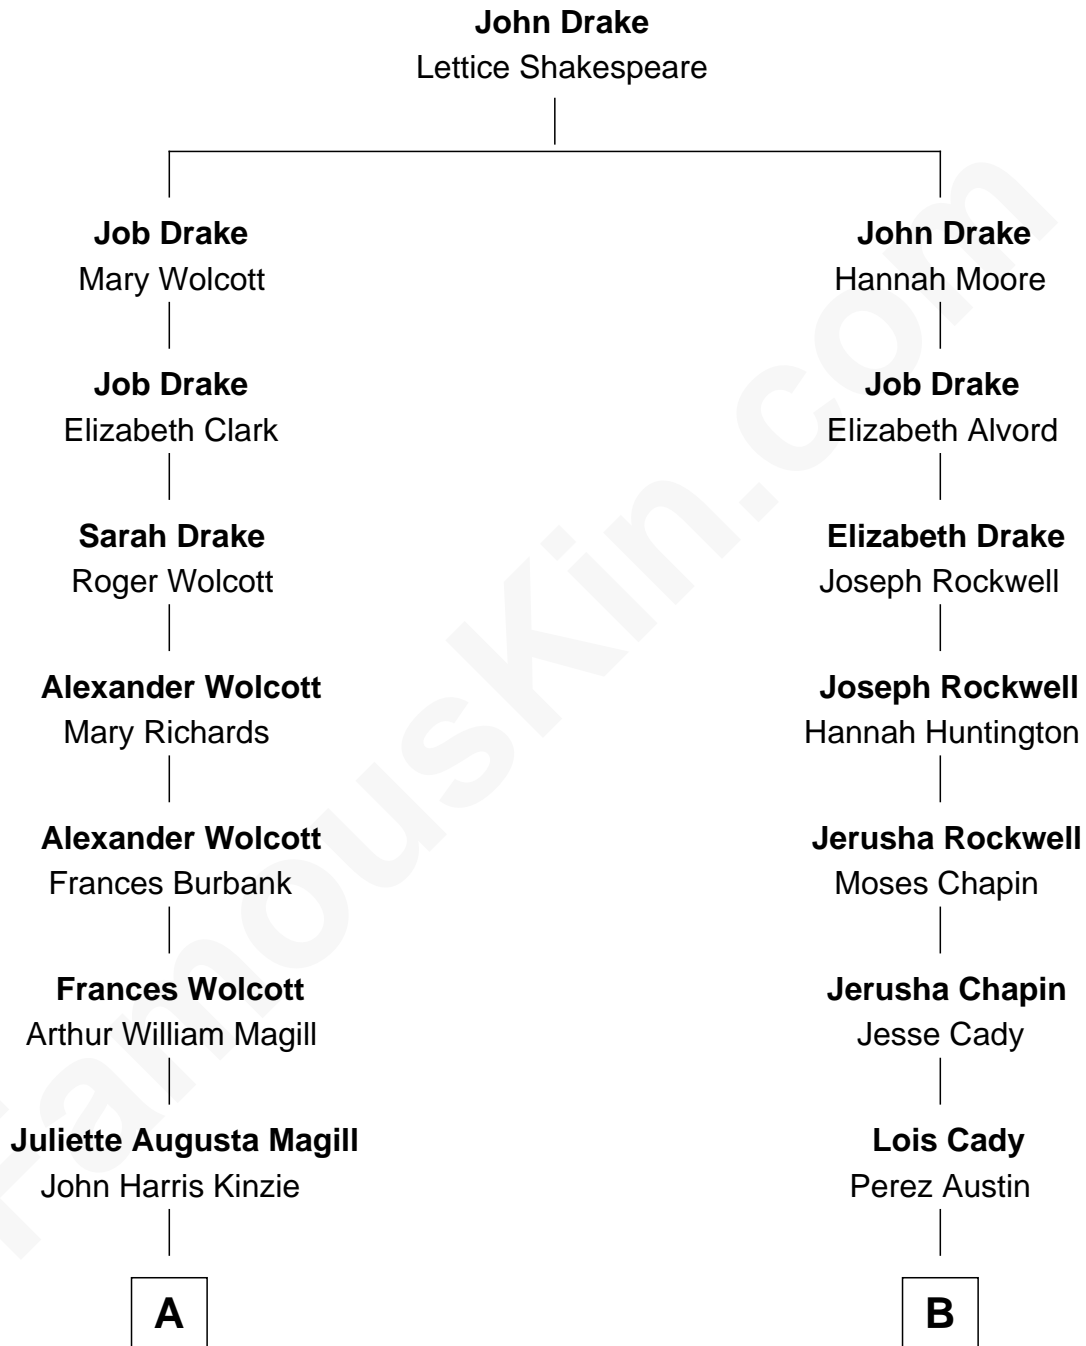 John Drake
Lettice Shakespeare
Job Drake
Mary Wolcott
John Drake
Hannah Moore
Job Drake
Elizabeth Clark
Job Drake
Elizabeth Alvord
Sarah Drake
Roger Wolcott
Elizabeth Drake
Joseph Rockwell
Alexander Wolcott
Mary Richards
Joseph Rockwell
Hannah Huntington
Alexander Wolcott
Frances Burbank
Jerusha Rockwell
Moses Chapin
Frances Wolcott
Arthur William Magill
Jerusha Chapin
Jesse Cady
Juliette Augusta Magill
John Harris Kinzie
Lois Cady
Perez Austin
A
B
FamousKin.com